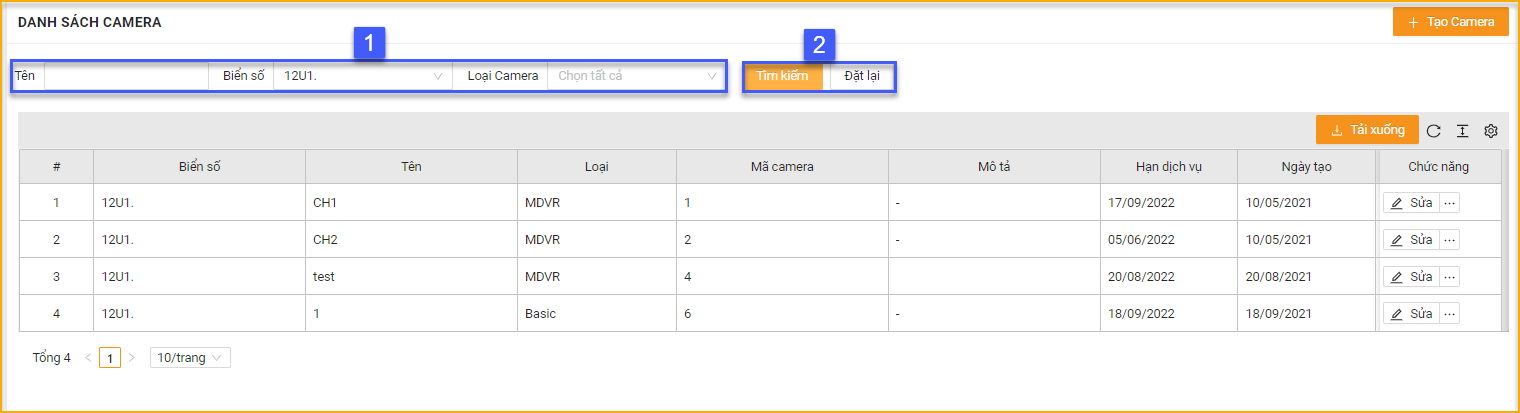 DANH SÁCH CAMERA
+ Tạo Camera
1
2
Tên Biển số 12U1. Loại Camera Chọn tất cả Tìm kiếm Đặt lại
Tải xuống
# Biển số Tên Loại Mã camera Mô tả Hạn dịch vụ Ngày tạo Chức năng
1 12U1. CH1 MDVR 1 - 17/09/2022 10/05/2021 Sửa ...
2 12U1. CH2 MDVR 2 - 05/06/2022 10/05/2021 Sửa ...
3 12U1. test MDVR 4 20/08/2022 20/08/2021 Sửa ...
4 12U1. 1 Basic 6 - 18/09/2022 18/09/2021 Sửa ...
Tổng 4 < 1 > 10/trang